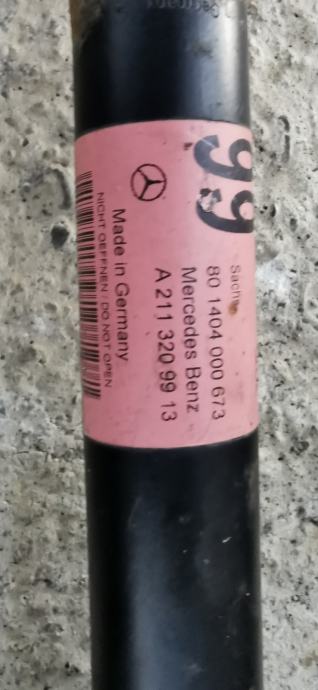 Germany
99
Sachs
80 1404 000 673
Mercedes Benz
A 211 320 99 13
Made in Germany
NICHT OEFFNEN / DO NOT OPEN